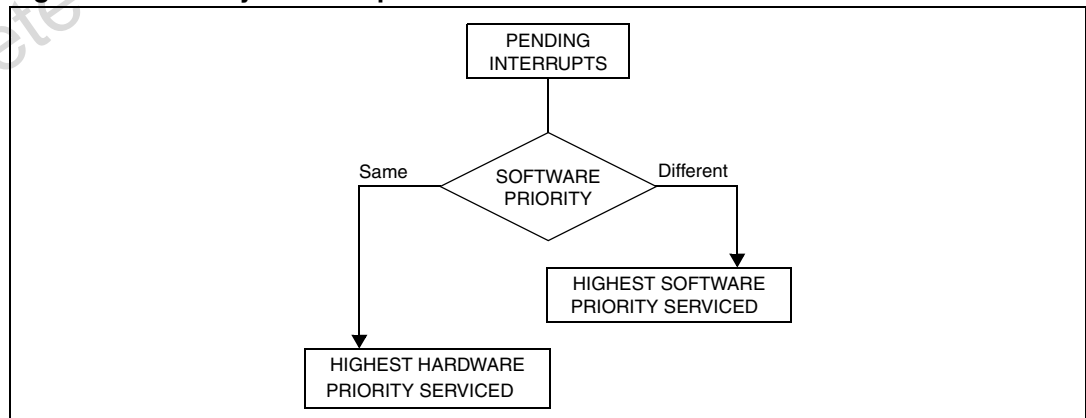 PENDING
INTERRUPTS
Same
SOFTWARE
PRIORITY
Different
HIGHEST SOFTWARE
PRIORITY SERVICED
HIGHEST HARDWARE
PRIORITY SERVICED